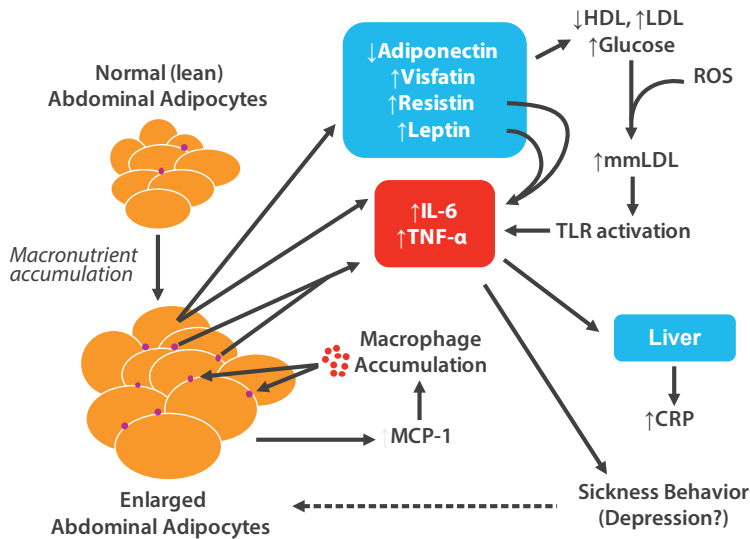 Normal (lean)
Abdominal Adipocytes
Macronutrient
accumulation
Enlarged
Abdominal Adipocytes
↓Adiponectin
↑Visfatin
↑Resistin
↑Leptin
↓HDL, ↑LDL
↑Glucose
ROS
↑mmLDL
TLR activation
↑IL-6
↑TNF-α
Macrophage
Accumulation
↑MCP-1
Liver
↑CRP
Sickness Behavior
(Depression?)